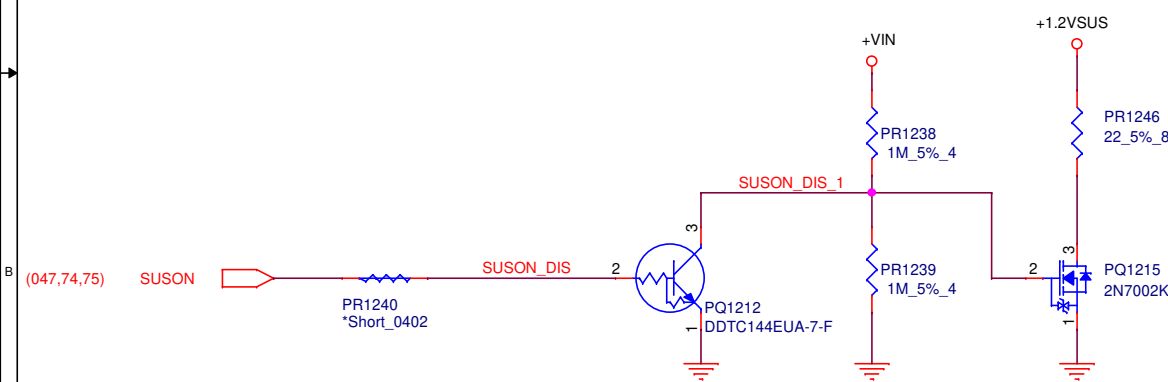 +1.2VSUS
+VIN
PR1246
22_5%_8
PR1238
1M_5%_4
SUSON_DIS_1
3
3
B
(047,74,75)
SUSON
SUSON_DIS
2
2
PR1239
1M_5%_4
PQ1215
2N7002K
PR1240
*Short_0402
PQ1212
DDTC144EUA-7-F
1
1